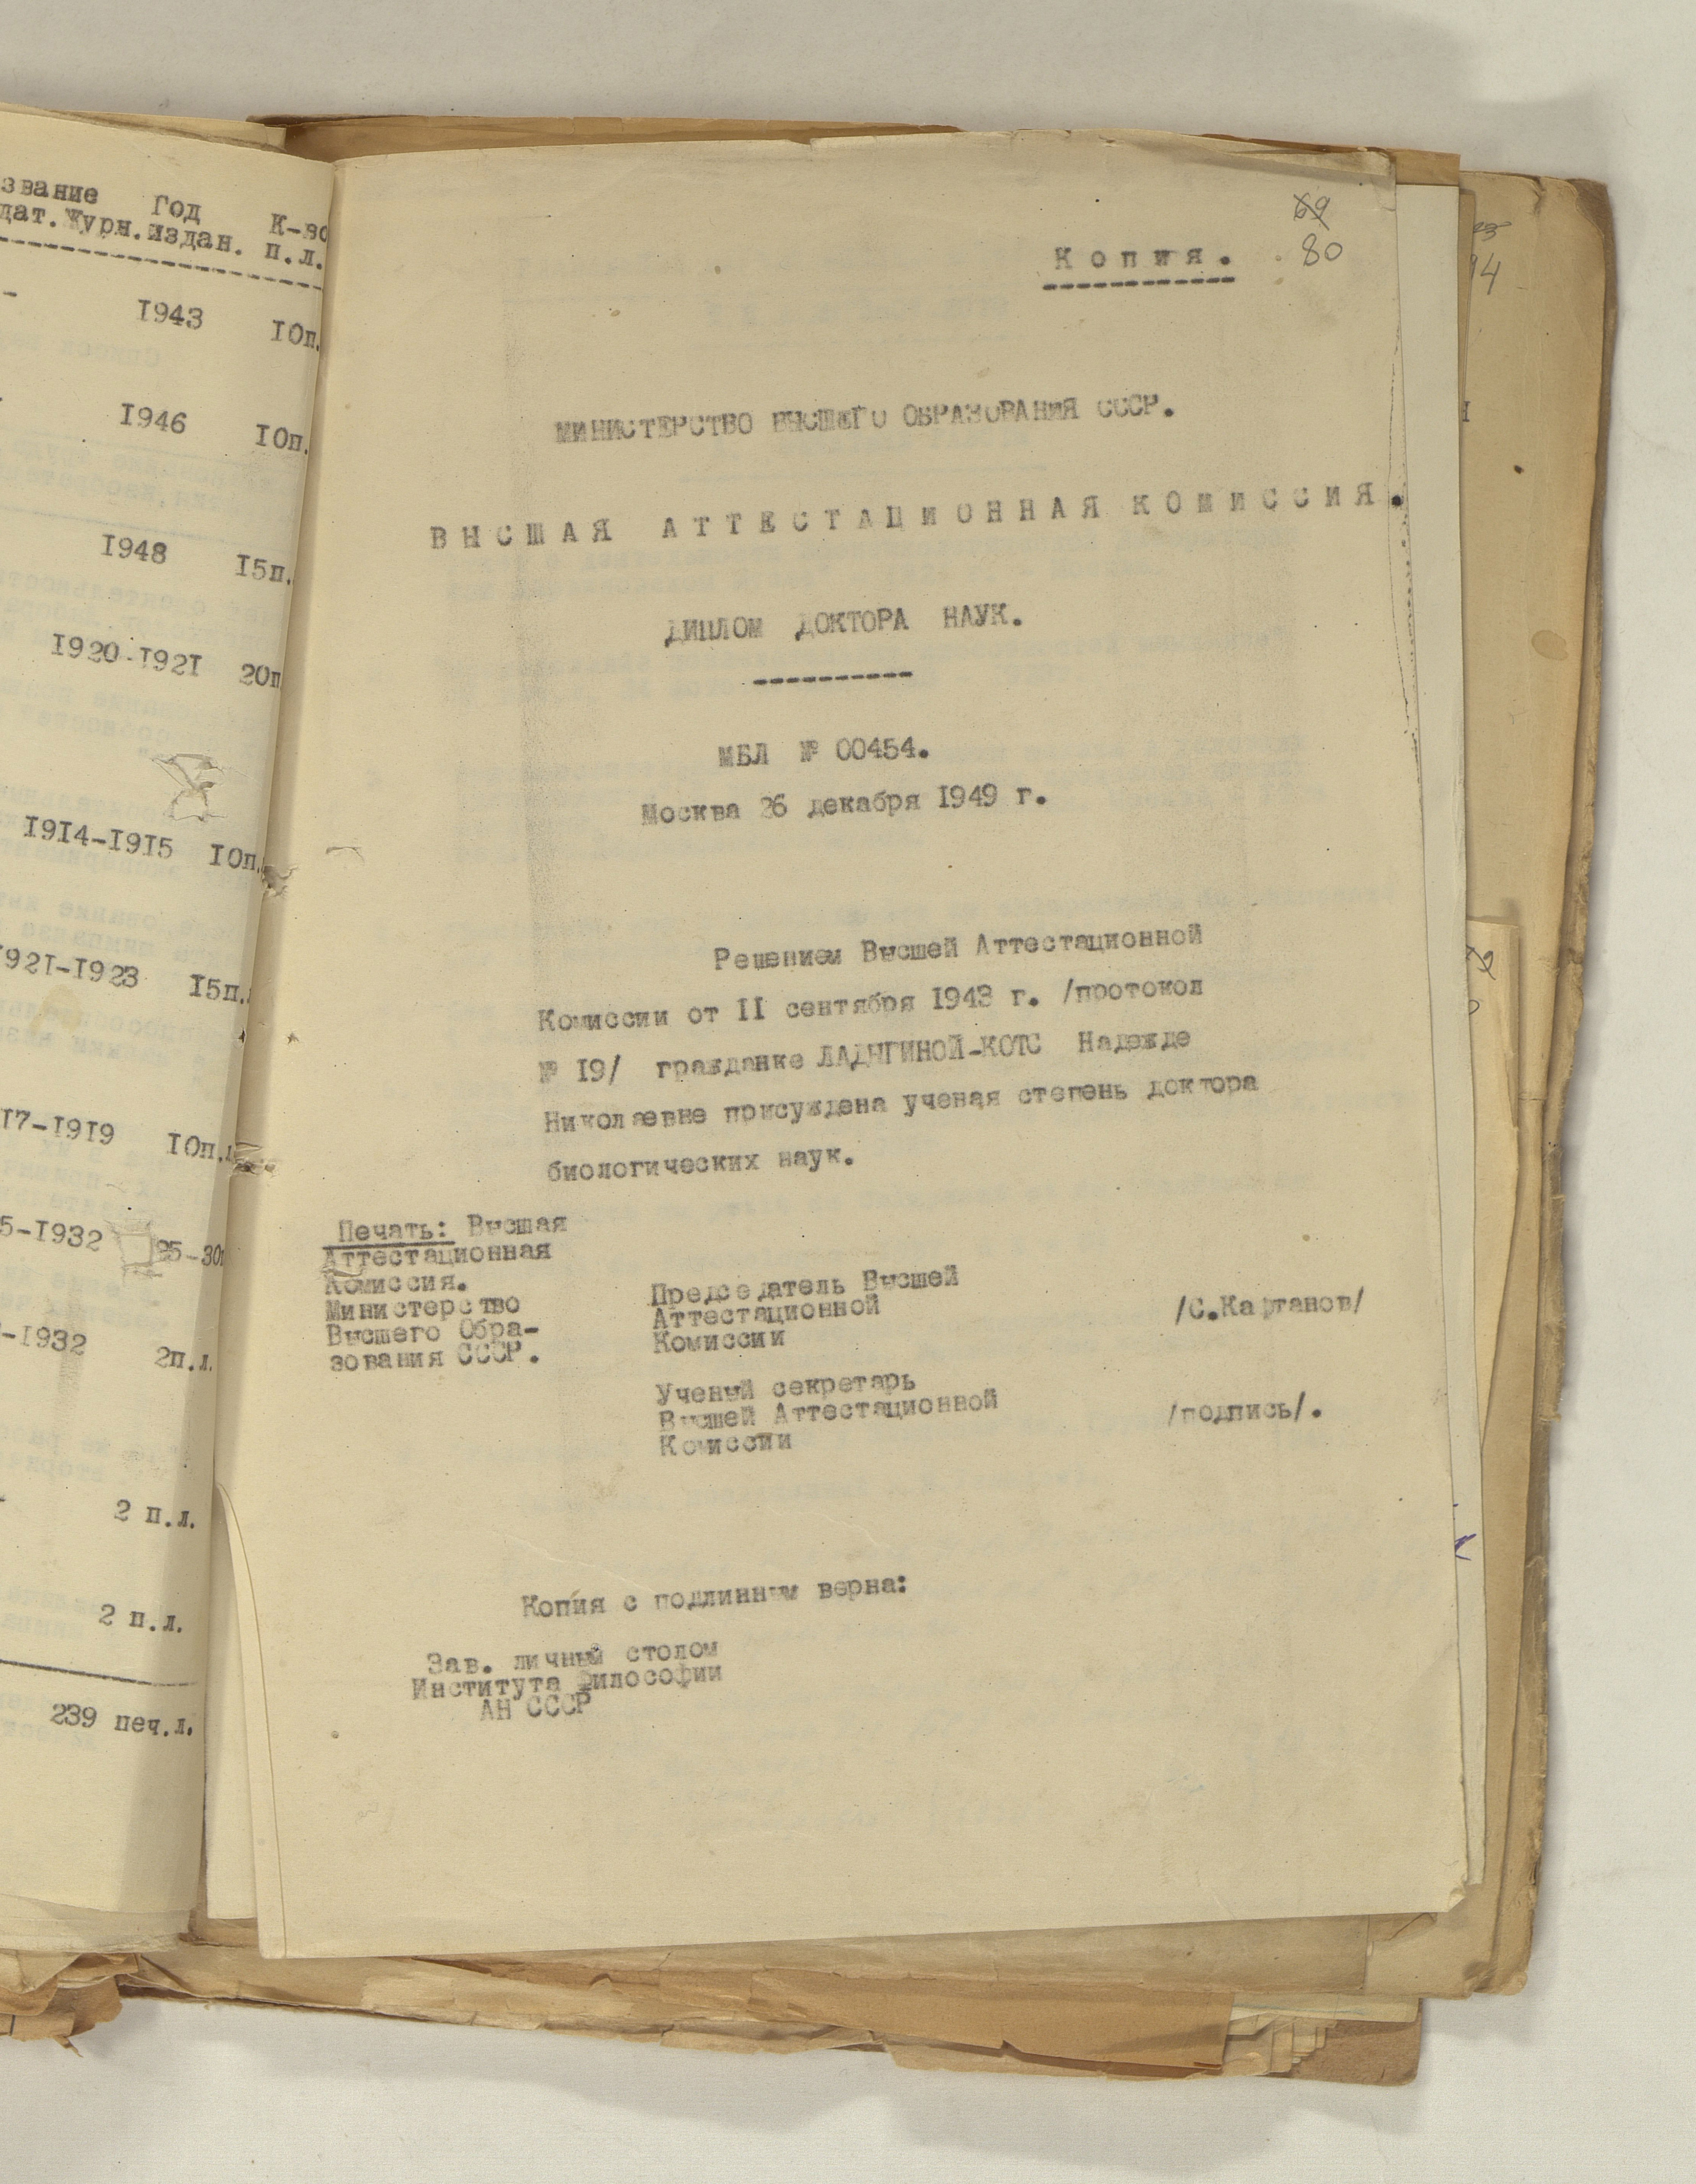 звание Год К-во
дат.Журн.издан. п.л.
- 1943 10п.
1946 10п.
1948 15п.
1920-1921 20п
1914-1915 10п.
1921-1923 15п.
17-1919 10п.
5-1932 25-30п
-1932 2п.л.
2 п.л.
2 п.л.
239 печ.л.
69
80
Копия.
МИНИСТЕРСТВО ВЫСШЕГО ОБРАЗОВАНИЯ СССР.
ВЫСШАЯ АТТЕСТАЦИОННАЯ КОМИССИЯ.
ДИПЛОМ ДОКТОРА НАУК.
МБЛ № 00454.
Москва 26 декабря 1949 г.
Решением Высшей Аттестационной
Комиссии от 11 сентября 1943 г. /протокол
№ 19/ гражданке ЛАДЫГИНОЙ-КОТС Надежде
Николаевне присуждена ученая степень доктора
биологических наук.
Печать: Высшая
Аттестационная
Комиссия.
Министерство
Высшего Обра-
зования СССР.
Председатель Высшей
Аттестационной
Комиссии
/С.Кафтанов/
Ученый секретарь
Высшей Аттестационной
Комиссии
/подпись/.
Копия с подлинным верна:
Зав. личный столом
Института Философии
АН СССР